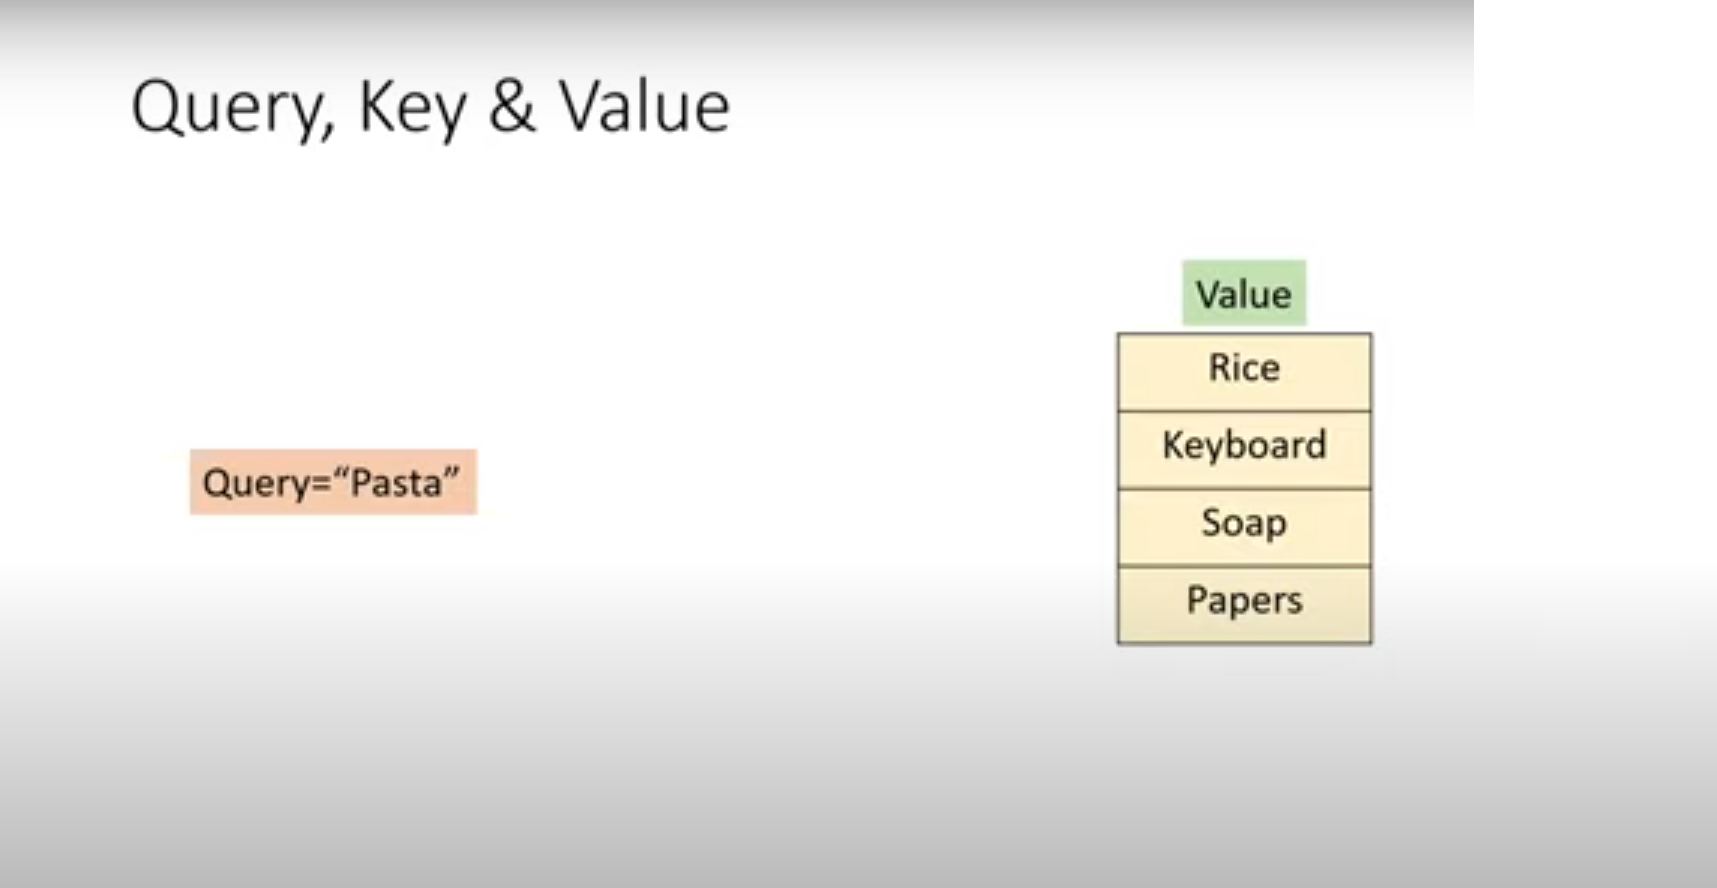 Query, Key & Value
Value
Rice
Keyboard
Query=“Pasta”
Soap
Papers